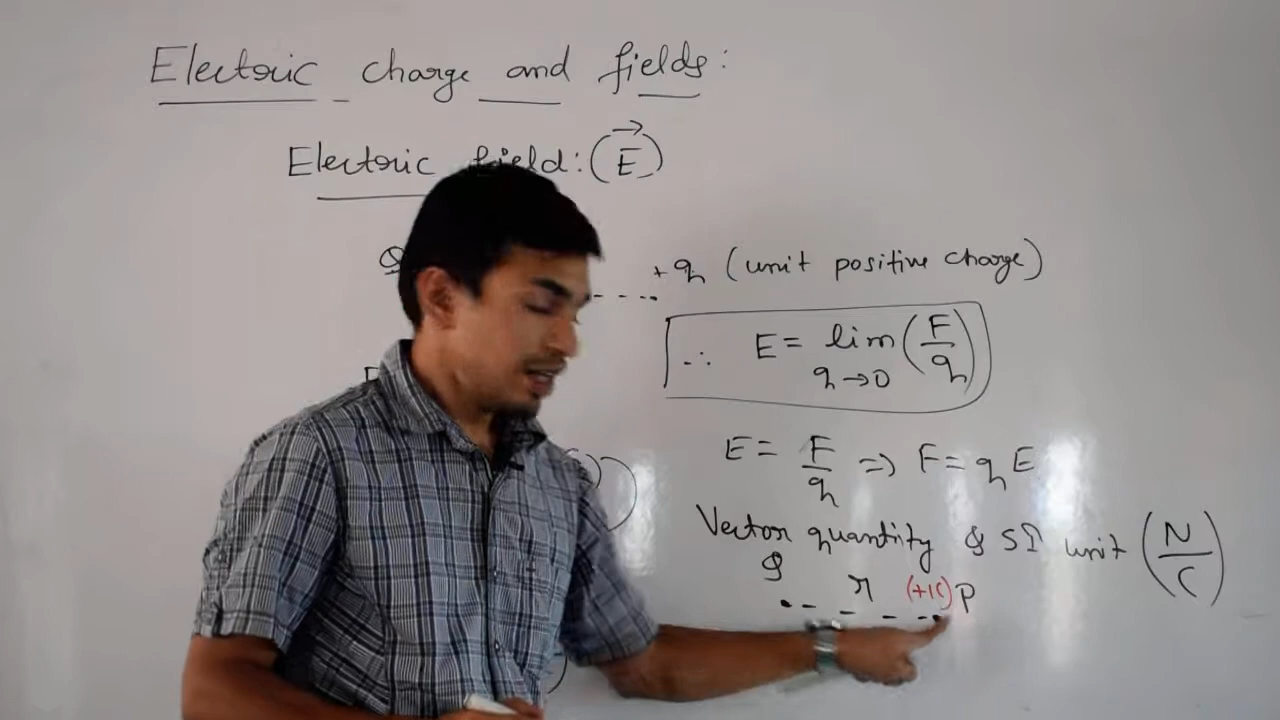 Electric charge and fields:
Electric field: (E→)
Q
+q (unit positive charge)
∴ E = lim (F/q)
q→0
E = F/q ⇒ F = qE
Vector quantity & SI unit (N/C)
Q r (+1C) P